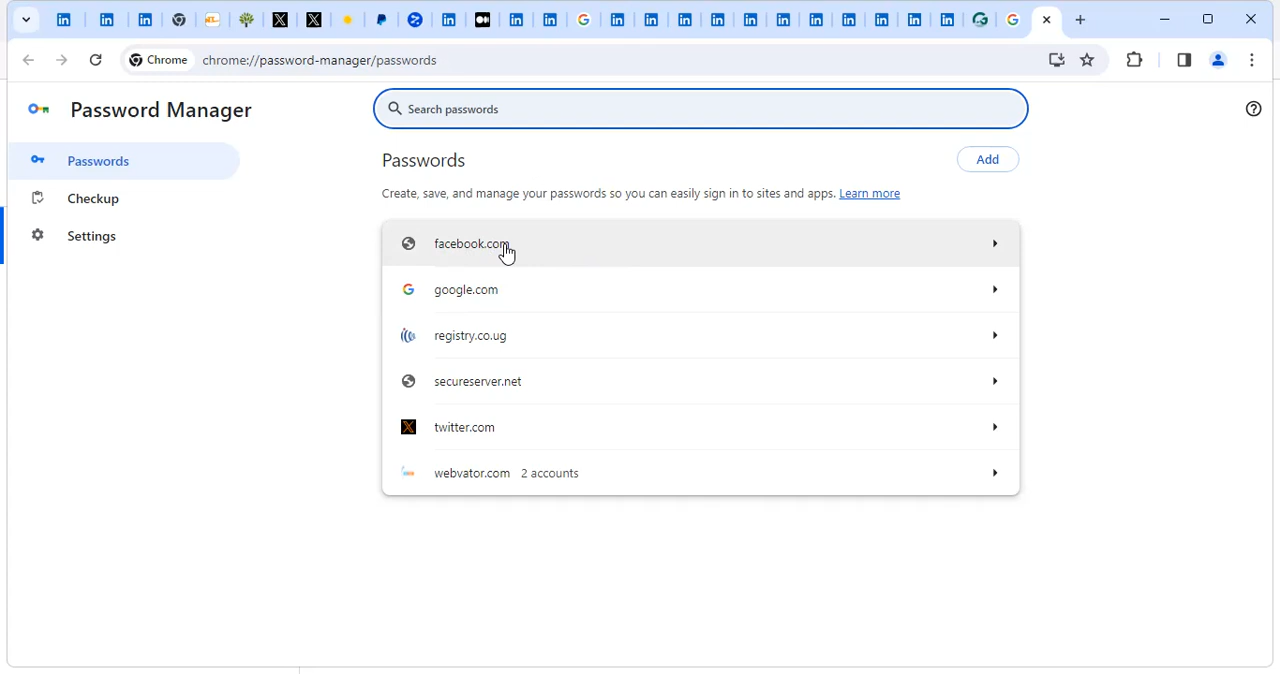 Chrome
chrome://password-manager/passwords
Password Manager
Search passwords
Passwords
Checkup
Settings
Passwords
Add
Create, save, and manage your passwords so you can easily sign in to sites and apps. Learn more
facebook.com
google.com
registry.co.ug
secureserver.net
twitter.com
webvator.com 2 accounts